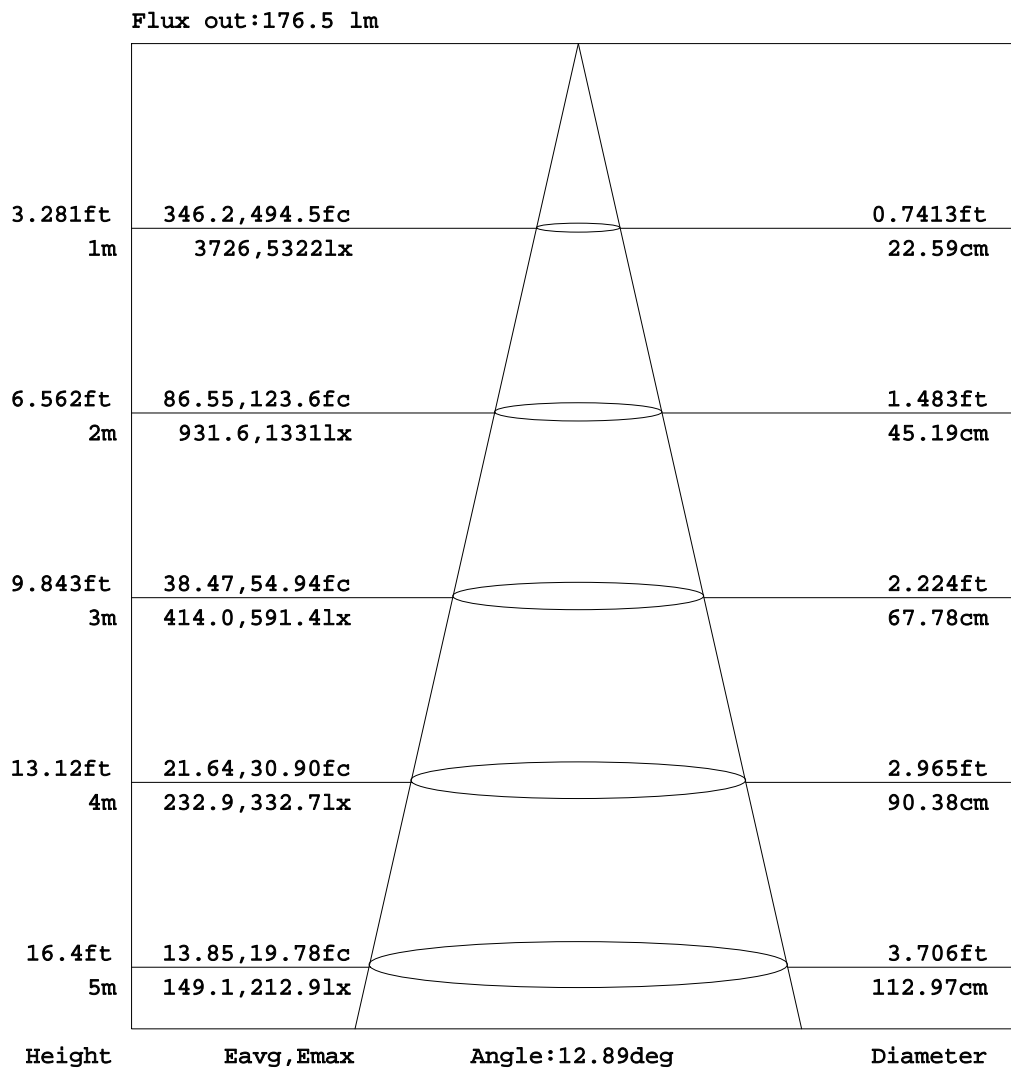 Flux out:176.5 lm
3.281ft 346.2,494.5fc 0.7413ft
1m 3726,5322lx 22.59cm
6.562ft 86.55,123.6fc 1.483ft
2m 931.6,1331lx 45.19cm
9.843ft 38.47,54.94fc 2.224ft
3m 414.0,591.4lx 67.78cm
13.12ft 21.64,30.90fc 2.965ft
4m 232.9,332.7lx 90.38cm
16.4ft 13.85,19.78fc 3.706ft
5m 149.1,212.9lx 112.97cm
Height Eavg,Emax Angle:12.89deg Diameter